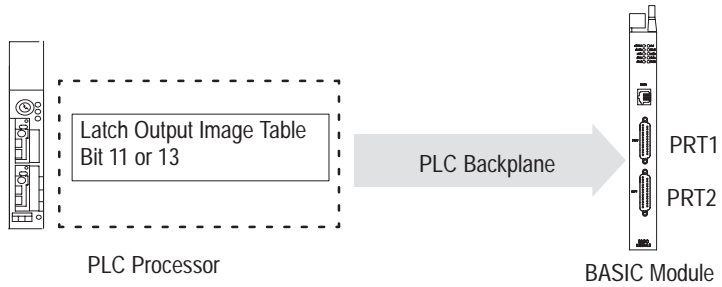 Latch Output Image Table
Bit 11 or 13
PLC Backplane
PRT1
PRT2
PLC Processor
BASIC Module